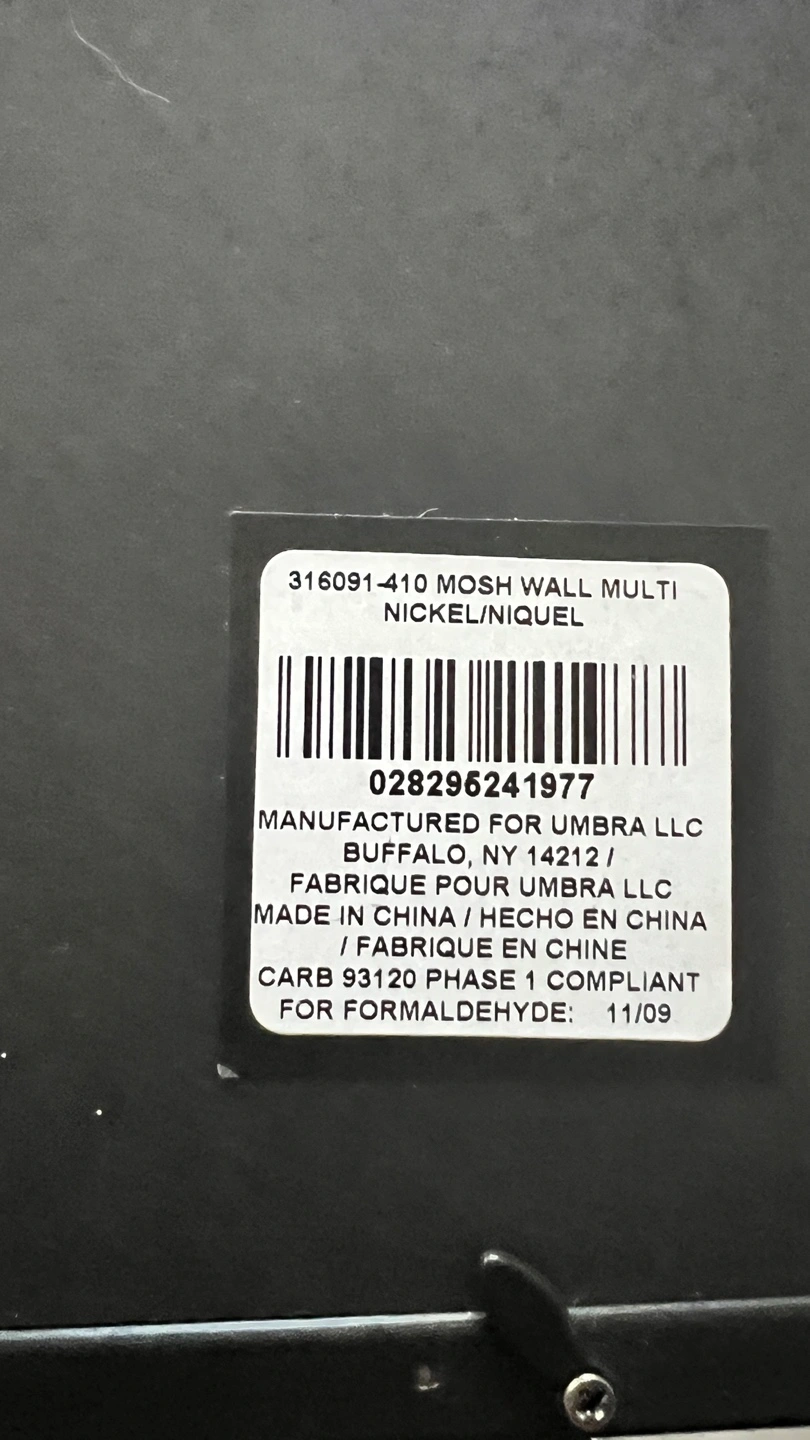 316091-410 MOSH WALL MULTI
NICKEL/NIQUEL
028295241977
MANUFACTURED FOR UMBRA LLC
BUFFALO, NY 14212 /
FABRIQUE POUR UMBRA LLC
MADE IN CHINA / HECHO EN CHINA
/ FABRIQUE EN CHINE
CARB 93120 PHASE 1 COMPLIANT
FOR FORMALDEHYDE: 11/09